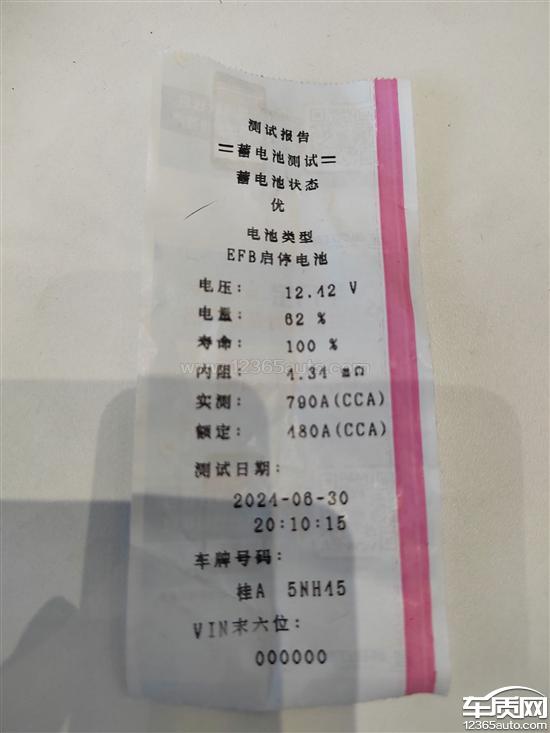 测试报告
=蓄电池测试=
蓄电池状态
优
电池类型
EFB启停电池
电压: 12.42 V
电量: 62 %
寿命: 100 %
www.12365auto.com
内阻: 4.34 mΩ
实测: 790A(CCA)
额定: 480A(CCA)
测试日期:
2024-06-30
20:10:15
车牌号码:
桂A 5NH45
VIN末六位:
000000
车质网
12365auto.com